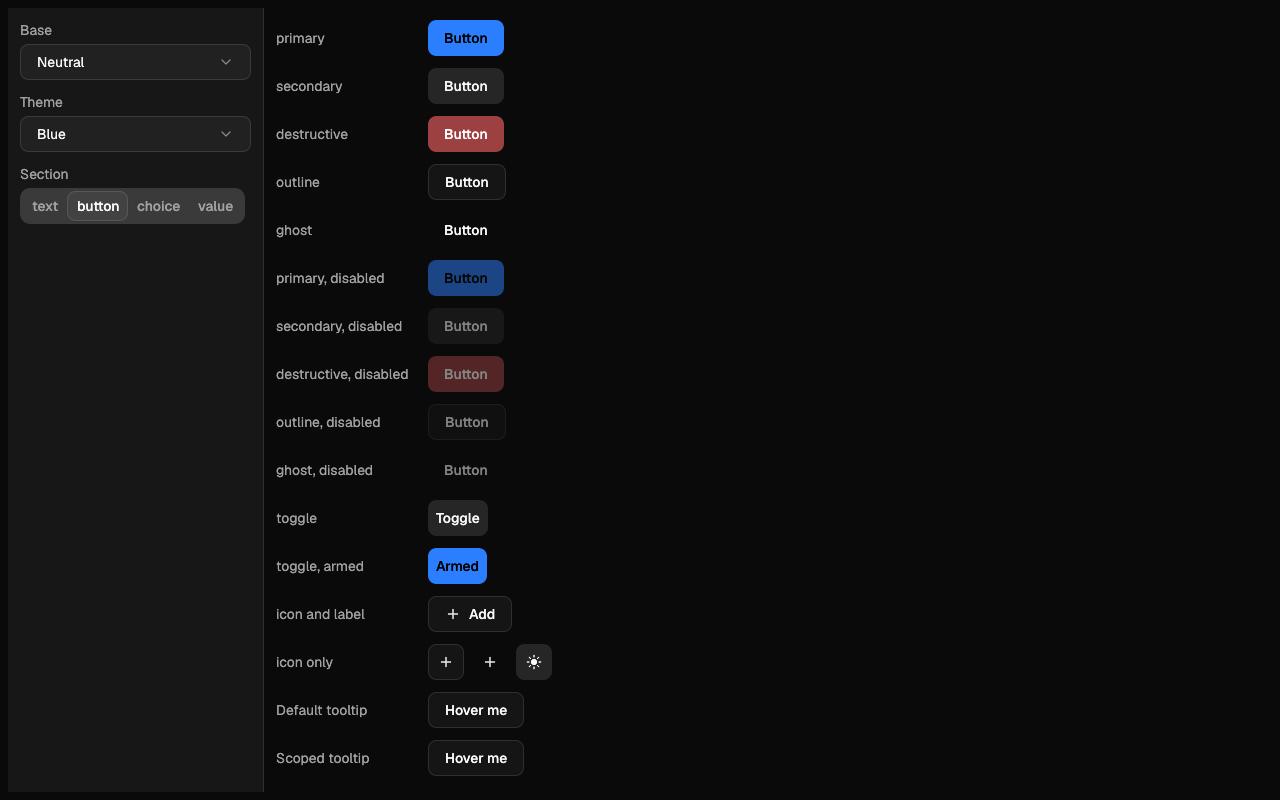 Base
Neutral
Theme
Blue
Section
text button choice value
primary Button
secondary Button
destructive Button
outline Button
ghost Button
primary, disabled Button
secondary, disabled Button
destructive, disabled Button
outline, disabled Button
ghost, disabled Button
toggle Toggle
toggle, armed Armed
icon and label Add
icon only
Default tooltip Hover me
Scoped tooltip Hover me